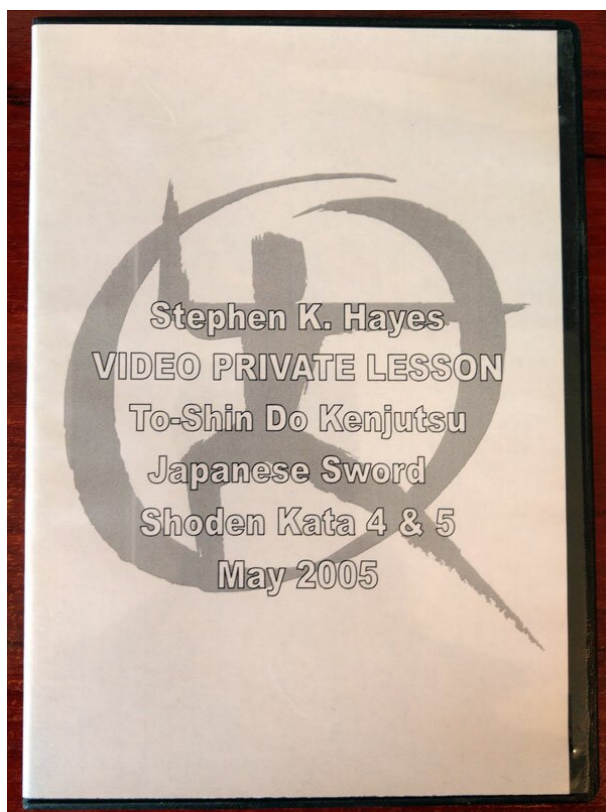 Stephen K. Hayes
VIDEO PRIVATE LESSON
To-Shin Do Kenjutsu
Japanese Sword
Shoden Kata 4 & 5
May 2005